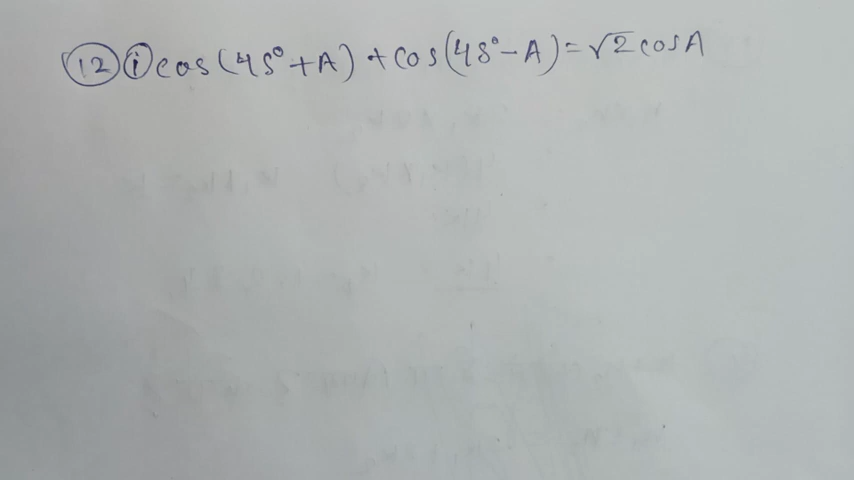 (12) (i) cos(45°+A) + cos(45°-A) = √2 cosA